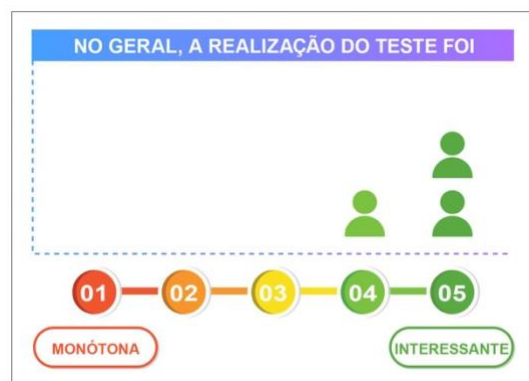 NO GERAL, A REALIZAÇÃO DO TESTE FOI
01 02 03 04 05
MONÓTONA INTERESSANTE